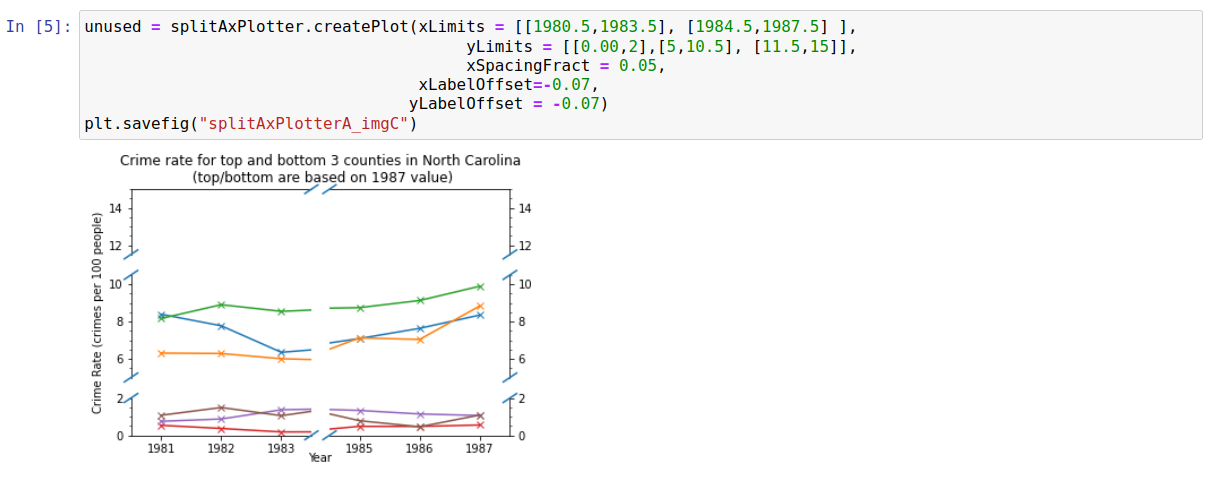 In [5]: unused = splitAxPlotter.createPlot(xLimits = [[1980.5,1983.5], [1984.5,1987.5] ],
yLimits = [[0.00,2],[5,10.5], [11.5,15]],
xSpacingFract = 0.05,
xLabelOffset=-0.07,
yLabelOffset = -0.07)
plt.savefig("splitAxPlotterA_imgC")
Crime rate for top and bottom 3 counties in North Carolina
(top/bottom are based on 1987 value)
Crime Rate (crimes per 100 people)
14 14
12 12
10 10
8 8
6 6
2 2
0 0
1981 1982 1983 1985 1986 1987
Year